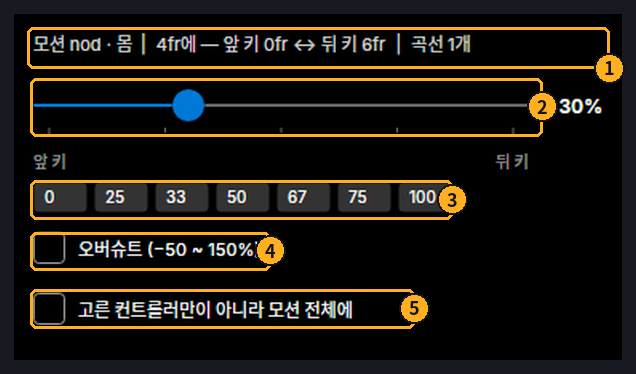 모션 nod · 몸 | 4fr에 — 앞 키 0fr ↔ 뒤 키 6fr | 곡선 1개
1
2 30%
앞 키 뒤 키
0 25 33 50 67 75 100 3
오버슈트 (−50 ~ 150%) 4
고른 컨트롤러만이 아니라 모션 전체에 5